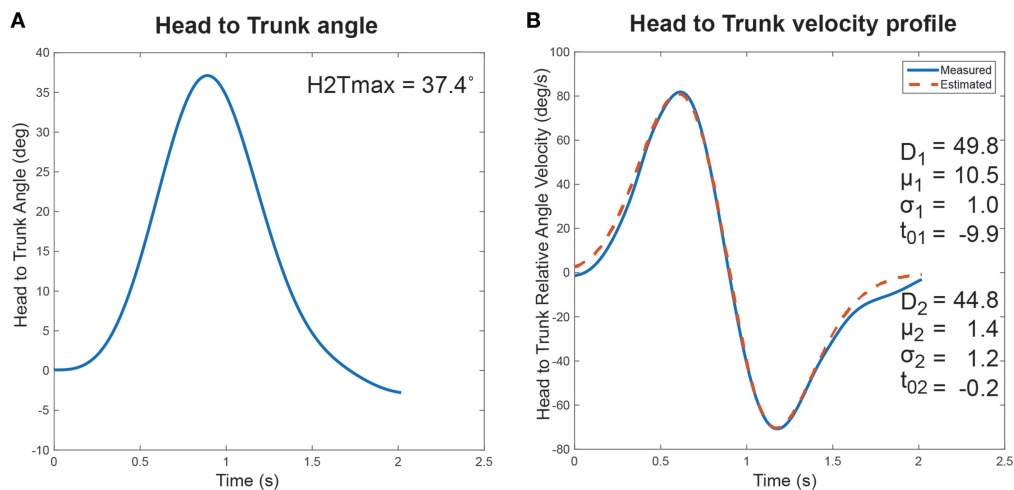 A
Head to Trunk angle
40
35
30
25
20
15
10
5
0
-5
-10
H2Tmax = 37.4°
Head to Trunk Angle (deg)
0 0.5 1 1.5 2 2.5
Time (s)
B
Head to Trunk velocity profile
100
80
60
40
20
0
-20
-40
-60
-80
Measured
Estimated
Head to Trunk Relative Angle Velocity (deg/s)
D1 = 49.8
μ1 = 10.5
σ1 = 1.0
t01 = -9.9
D2 = 44.8
μ2 = 1.4
σ2 = 1.2
t02 = -0.2
0 0.5 1 1.5 2 2.5
Time (s)